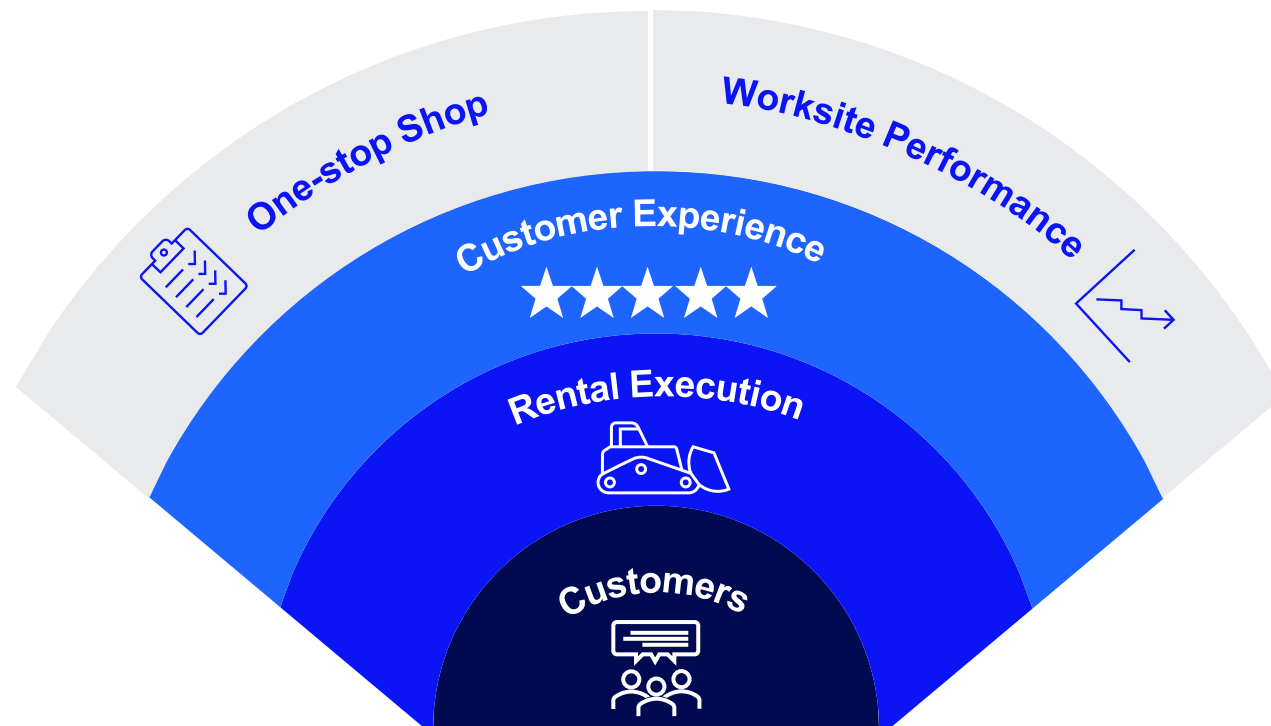 One-stop Shop
Worksite Performance
Customer Experience
Rental Execution
Customers